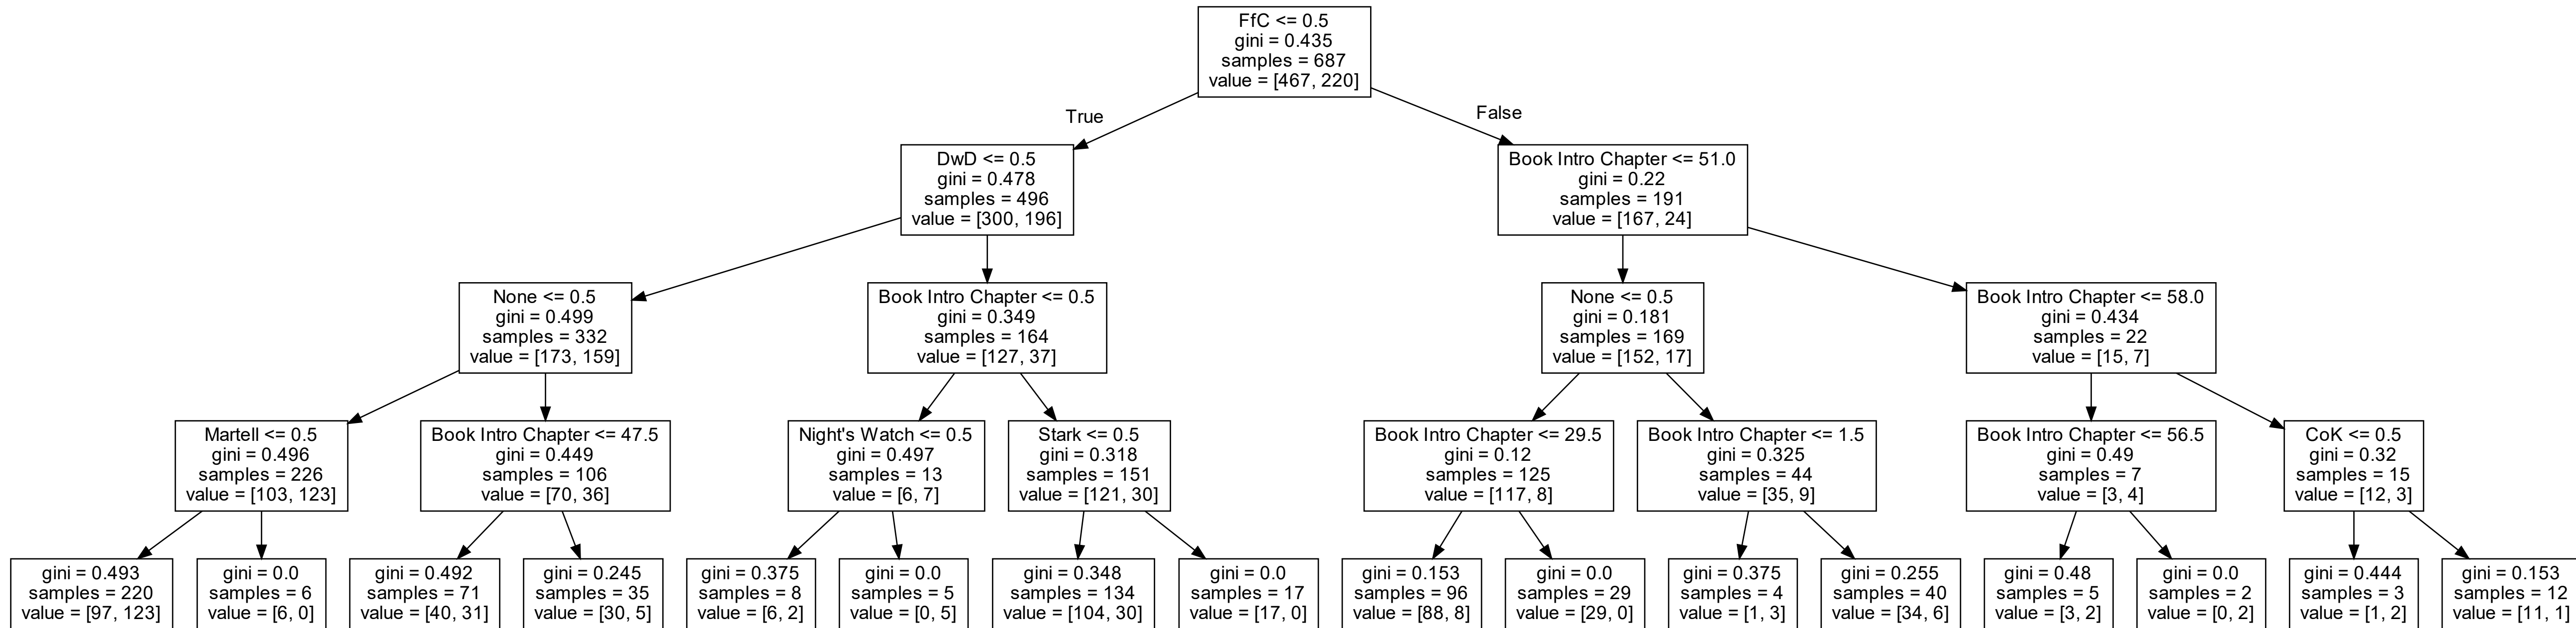 FfC <= 0.5
gini = 0.435
samples = 687
value = [467, 220]
True
False
DwD <= 0.5
gini = 0.478
samples = 496
value = [300, 196]
Book Intro Chapter <= 51.0
gini = 0.22
samples = 191
value = [167, 24]
None <= 0.5
gini = 0.499
samples = 332
value = [173, 159]
Book Intro Chapter <= 0.5
gini = 0.349
samples = 164
value = [127, 37]
None <= 0.5
gini = 0.181
samples = 169
value = [152, 17]
Book Intro Chapter <= 58.0
gini = 0.434
samples = 22
value = [15, 7]
Martell <= 0.5
gini = 0.496
samples = 226
value = [103, 123]
Book Intro Chapter <= 47.5
gini = 0.449
samples = 106
value = [70, 36]
Night's Watch <= 0.5
gini = 0.497
samples = 13
value = [6, 7]
Stark <= 0.5
gini = 0.318
samples = 151
value = [121, 30]
Book Intro Chapter <= 29.5
gini = 0.12
samples = 125
value = [117, 8]
Book Intro Chapter <= 1.5
gini = 0.325
samples = 44
value = [35, 9]
Book Intro Chapter <= 56.5
gini = 0.49
samples = 7
value = [3, 4]
CoK <= 0.5
gini = 0.32
samples = 15
value = [12, 3]
gini = 0.493
samples = 220
value = [97, 123]
gini = 0.0
samples = 6
value = [6, 0]
gini = 0.492
samples = 71
value = [40, 31]
gini = 0.245
samples = 35
value = [30, 5]
gini = 0.375
samples = 8
value = [6, 2]
gini = 0.0
samples = 5
value = [0, 5]
gini = 0.348
samples = 134
value = [104, 30]
gini = 0.0
samples = 17
value = [17, 0]
gini = 0.153
samples = 96
value = [88, 8]
gini = 0.0
samples = 29
value = [29, 0]
gini = 0.375
samples = 4
value = [1, 3]
gini = 0.255
samples = 40
value = [34, 6]
gini = 0.48
samples = 5
value = [3, 2]
gini = 0.0
samples = 2
value = [0, 2]
gini = 0.444
samples = 3
value = [1, 2]
gini = 0.153
samples = 12
value = [11, 1]